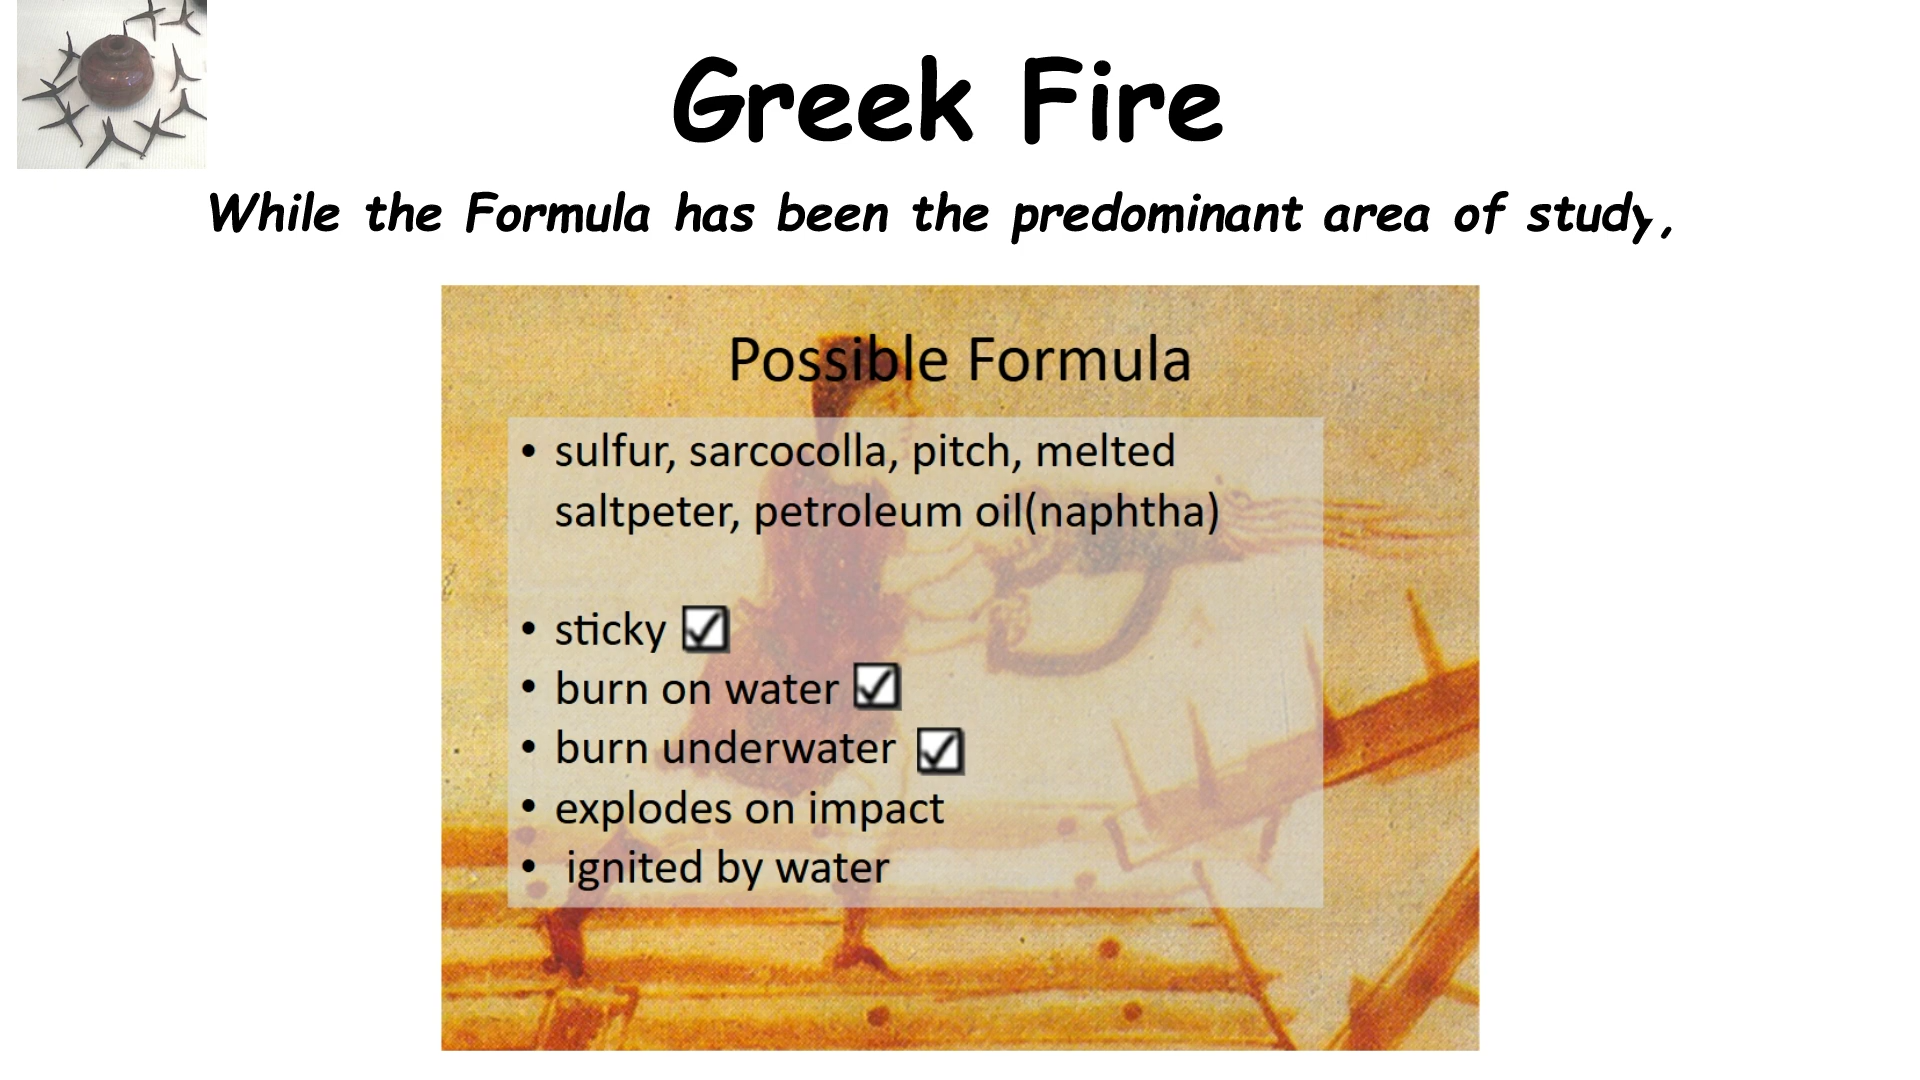 Greek Fire
While the Formula has been the predominant area of study,
Possible Formula
• sulfur, sarcocolla, pitch, melted
saltpeter, petroleum oil(naphtha)
• sticky ☑
• burn on water ☑
• burn underwater ☑
• explodes on impact
• ignited by water